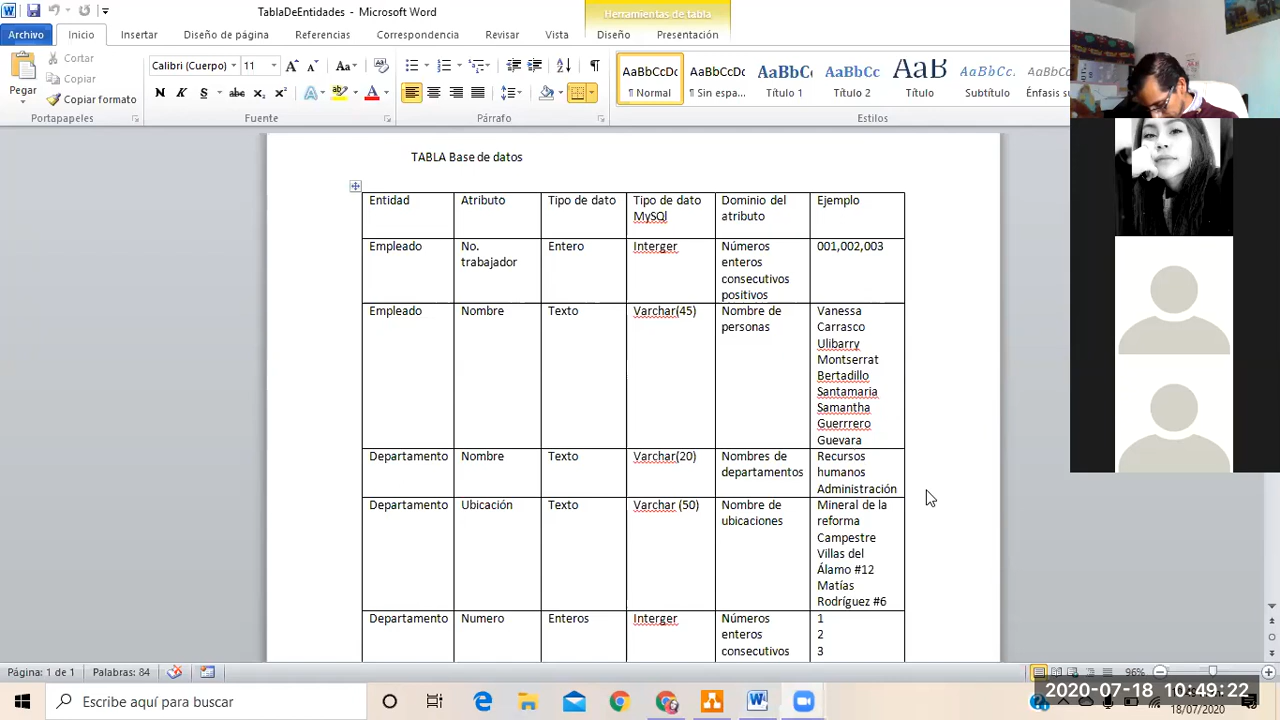 TablaDeEntidades - Microsoft Word
Herramientas de tabla
Archivo Inicio Insertar Diseño de página Referencias Correspondencia Revisar Vista Diseño Presentación
Pegar
Cortar
Copiar
Copiar formato
Portapapeles
Calibri (Cuerpo) 11
Fuente
Párrafo
AaBbCcDc AaBbCcDc AaBbC AaBbCc AaB AaBbCc. AaBbCcDc
¶ Normal ¶ Sin espa... Título 1 Título 2 Título Subtítulo Énfasis su
Estilos
TABLA Base de datos
Entidad Atributo Tipo de dato Tipo de dato MySQl Dominio del atributo Ejemplo
Empleado No. trabajador Entero Interger Números enteros consecutivos positivos 001,002,003
Empleado Nombre Texto Varchar(45) Nombre de personas Vanessa
Carrasco
Ulibarry
Montserrat
Bertadillo
Santamaria
Samantha
Guerrrero
Guevara
Departamento Nombre Texto Varchar(20) Nombres de departamentos Recursos
humanos
Administración
Departamento Ubicación Texto Varchar (50) Nombre de ubicaciones Mineral de la
reforma
Campestre
Villas del
Álamo #12
Matías
Rodríguez #6
Departamento Numero Enteros Interger Números enteros consecutivos 1
2
3
Página: 1 de 1 Palabras: 84 96%
Escribe aquí para buscar
2020-07-18 10:49:22
18/07/2020